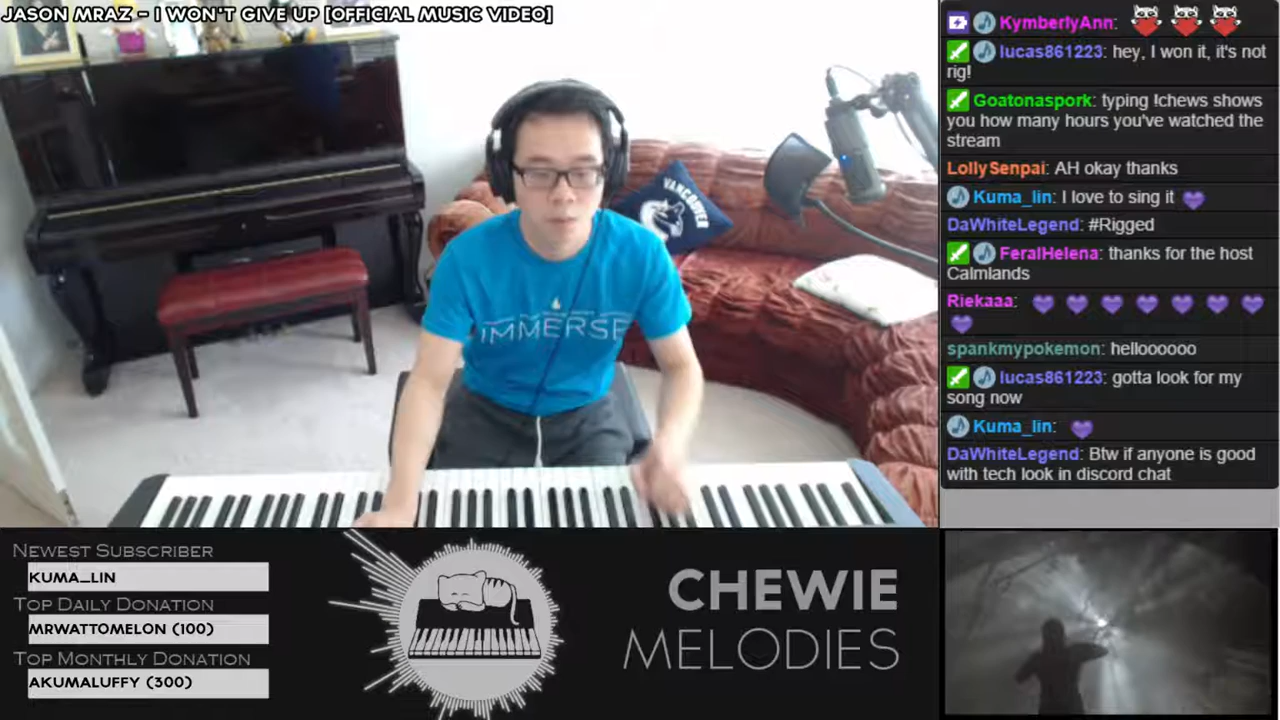 JASON MRAZ - I WON'T GIVE UP [OFFICIAL MUSIC VIDEO]
KymberlyAnn:
lucas861223: hey, I won it, it's not
rig!
Goatonaspork: typing !chews shows
you how many hours you've watched the
stream
LollySenpai: AH okay thanks
Kuma_lin: I love to sing it
DaWhiteLegend: #Rigged
FeralHelena: thanks for the host
Calmlands
Riekaaa:
spankmypokemon: helloooooo
lucas861223: gotta look for my
song now
Kuma_lin:
DaWhiteLegend: Btw if anyone is good
with tech look in discord chat
VANCOUVER
IMMERSE
NEWEST SUBSCRIBER
KUMA_LIN
TOP DAILY DONATION
MRWATTOMELON (100)
TOP MONTHLY DONATION
AKUMALUFFY (300)
CHEWIE
MELODIES